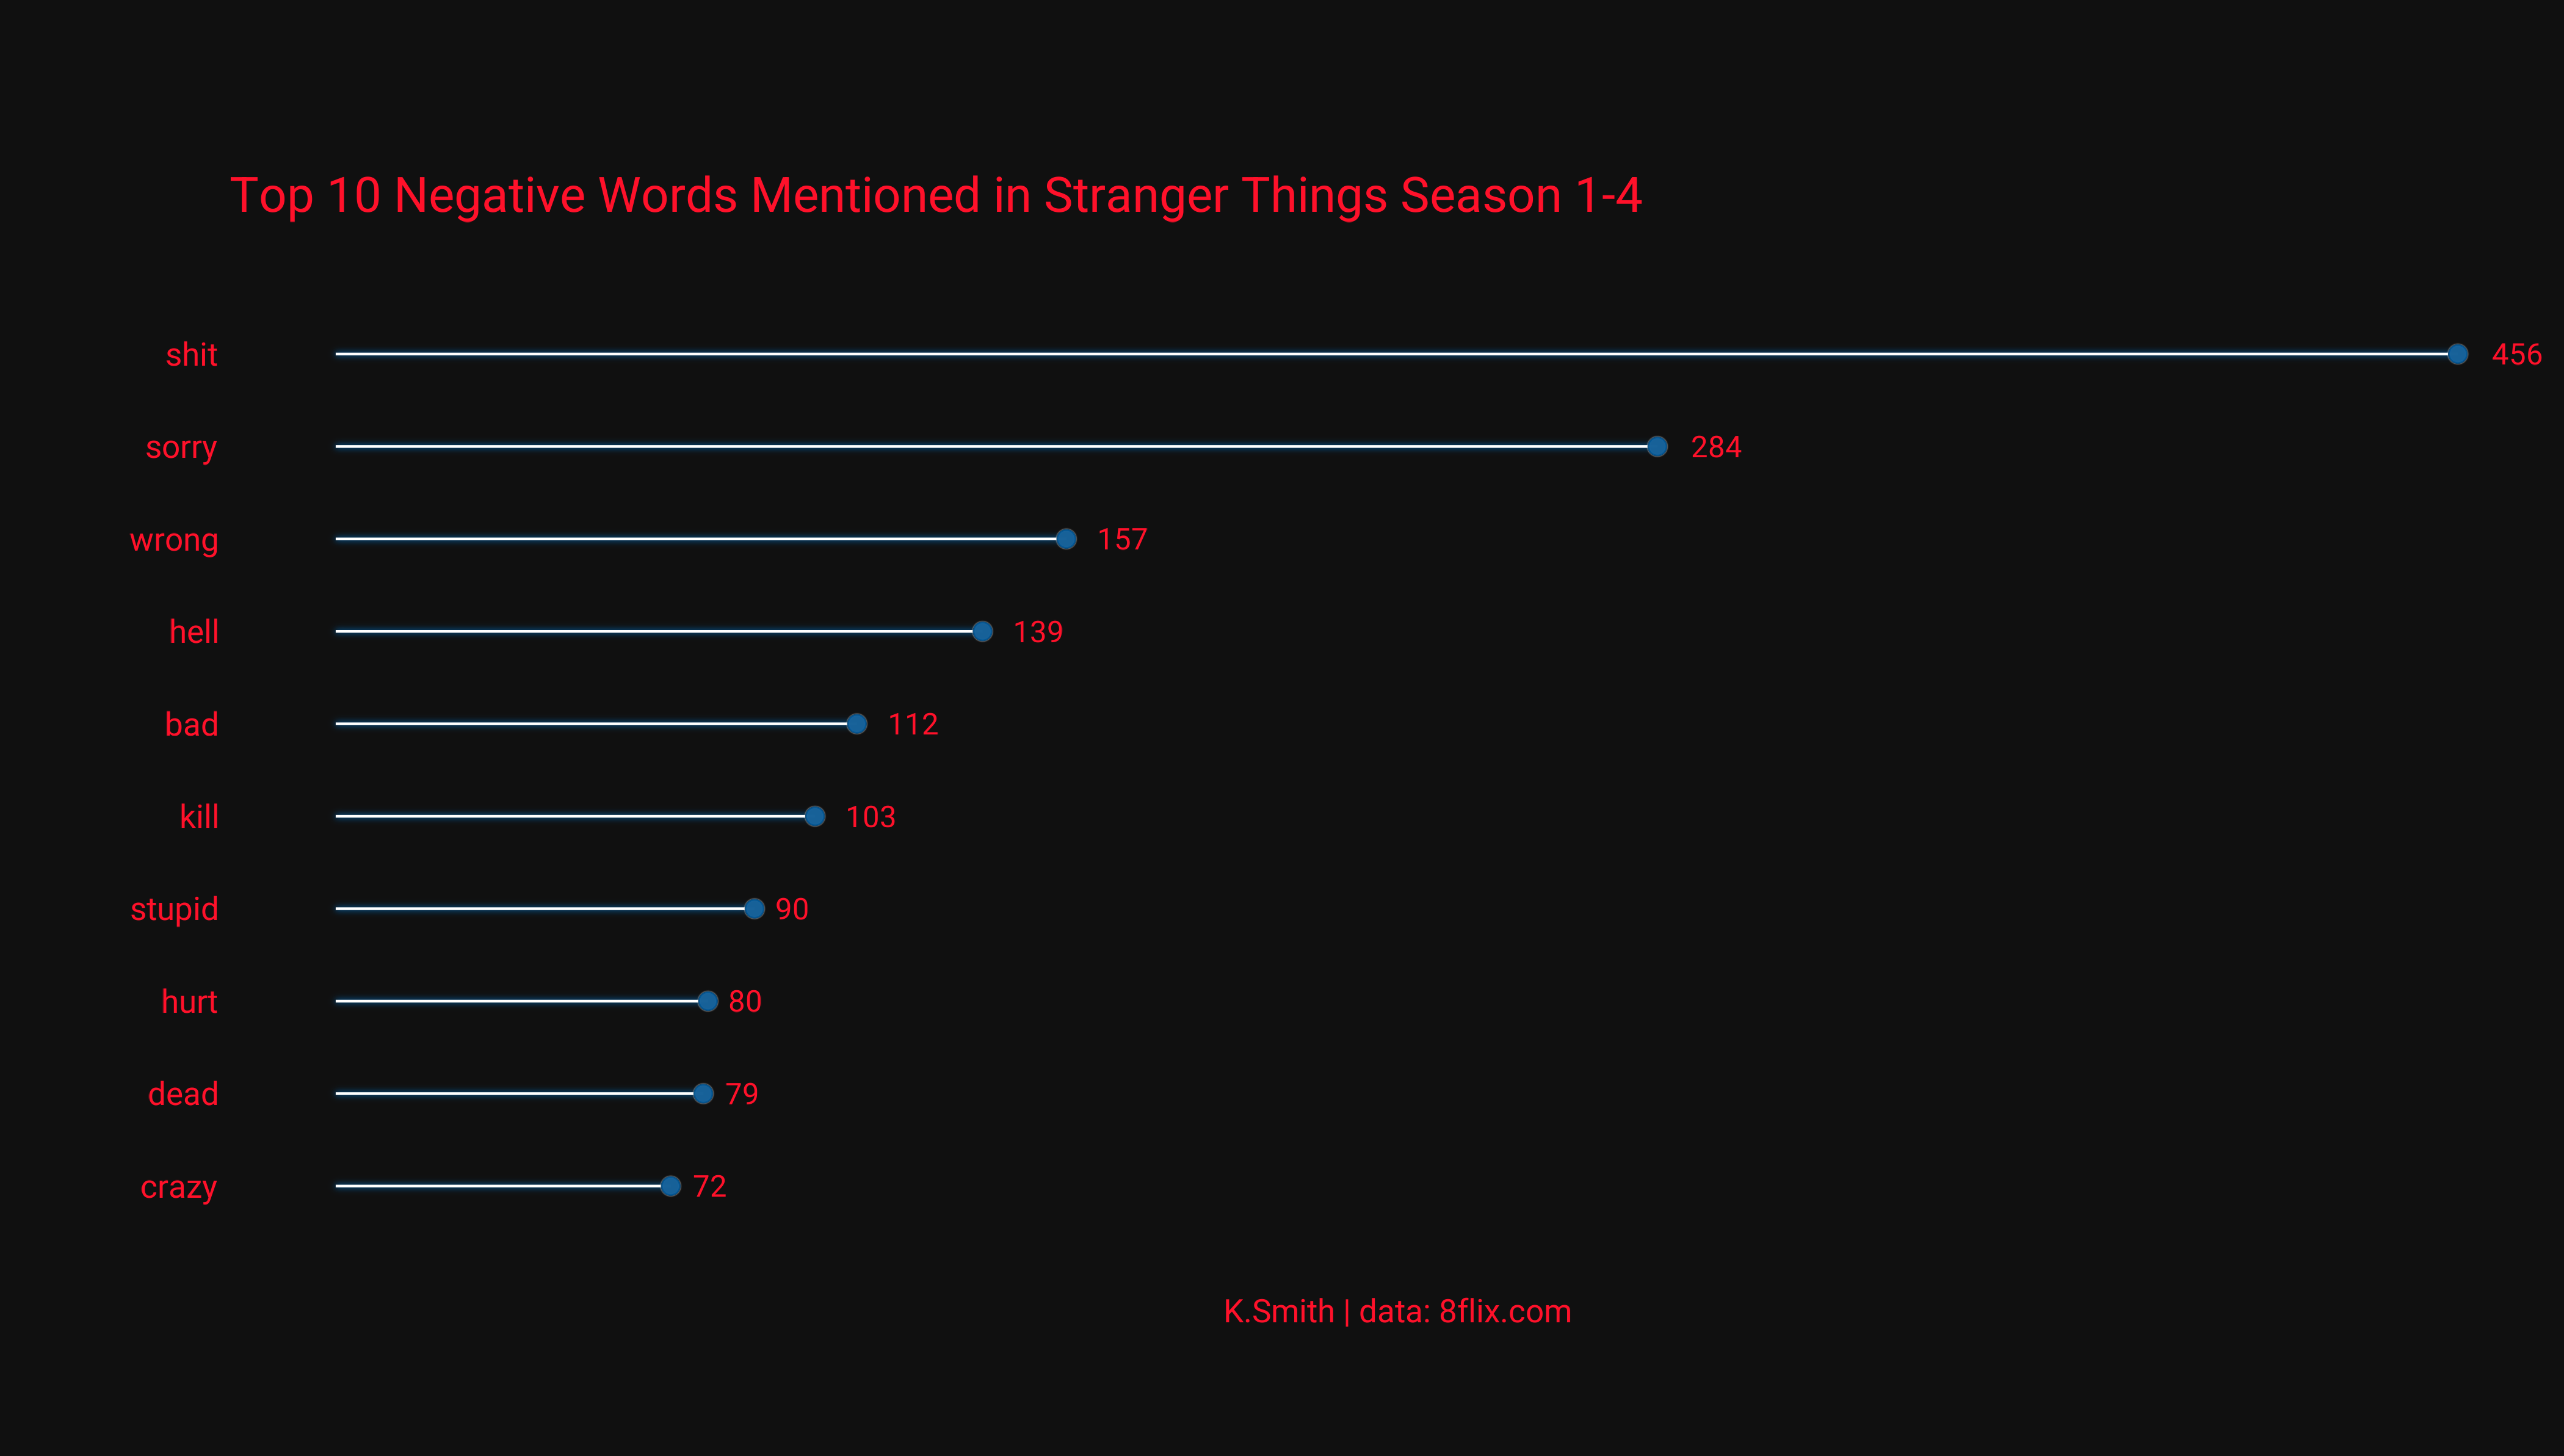 Top 10 Negative Words Mentioned in Stranger Things Season 1-4
shit 456
sorry 284
wrong 157
hell 139
bad 112
kill 103
stupid 90
hurt 80
dead 79
crazy 72
K.Smith | data: 8flix.com